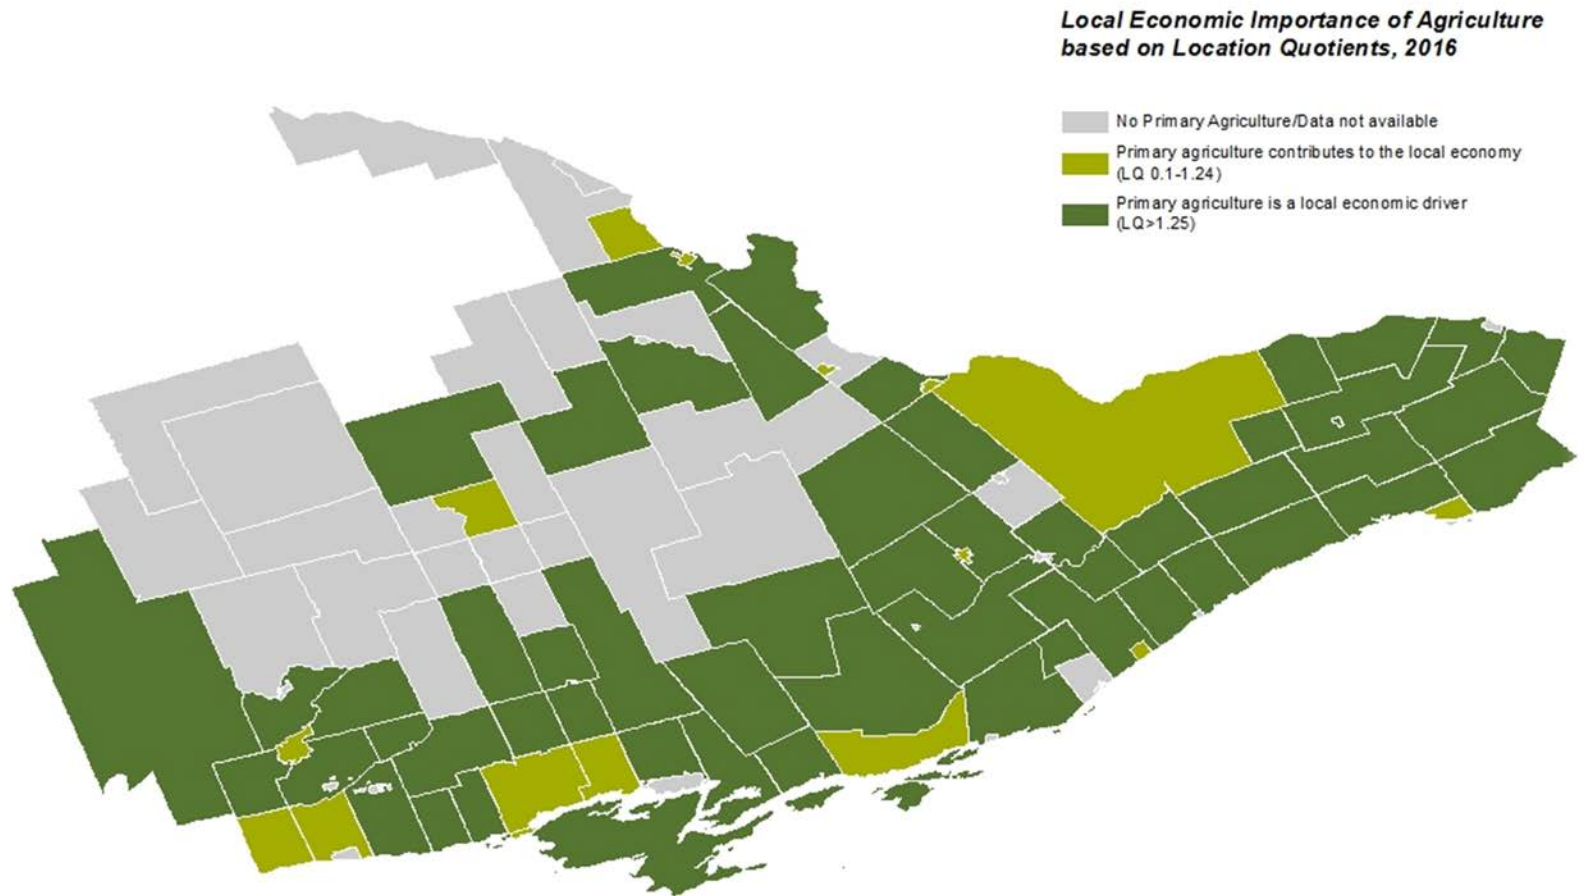 Local Economic Importance of Agriculture
based on Location Quotients, 2016
No Primary Agriculture/Data not available
Primary agriculture contributes to the local economy
(LQ 0.1-1.24)
Primary agriculture is a local economic driver
(LQ>1.25)